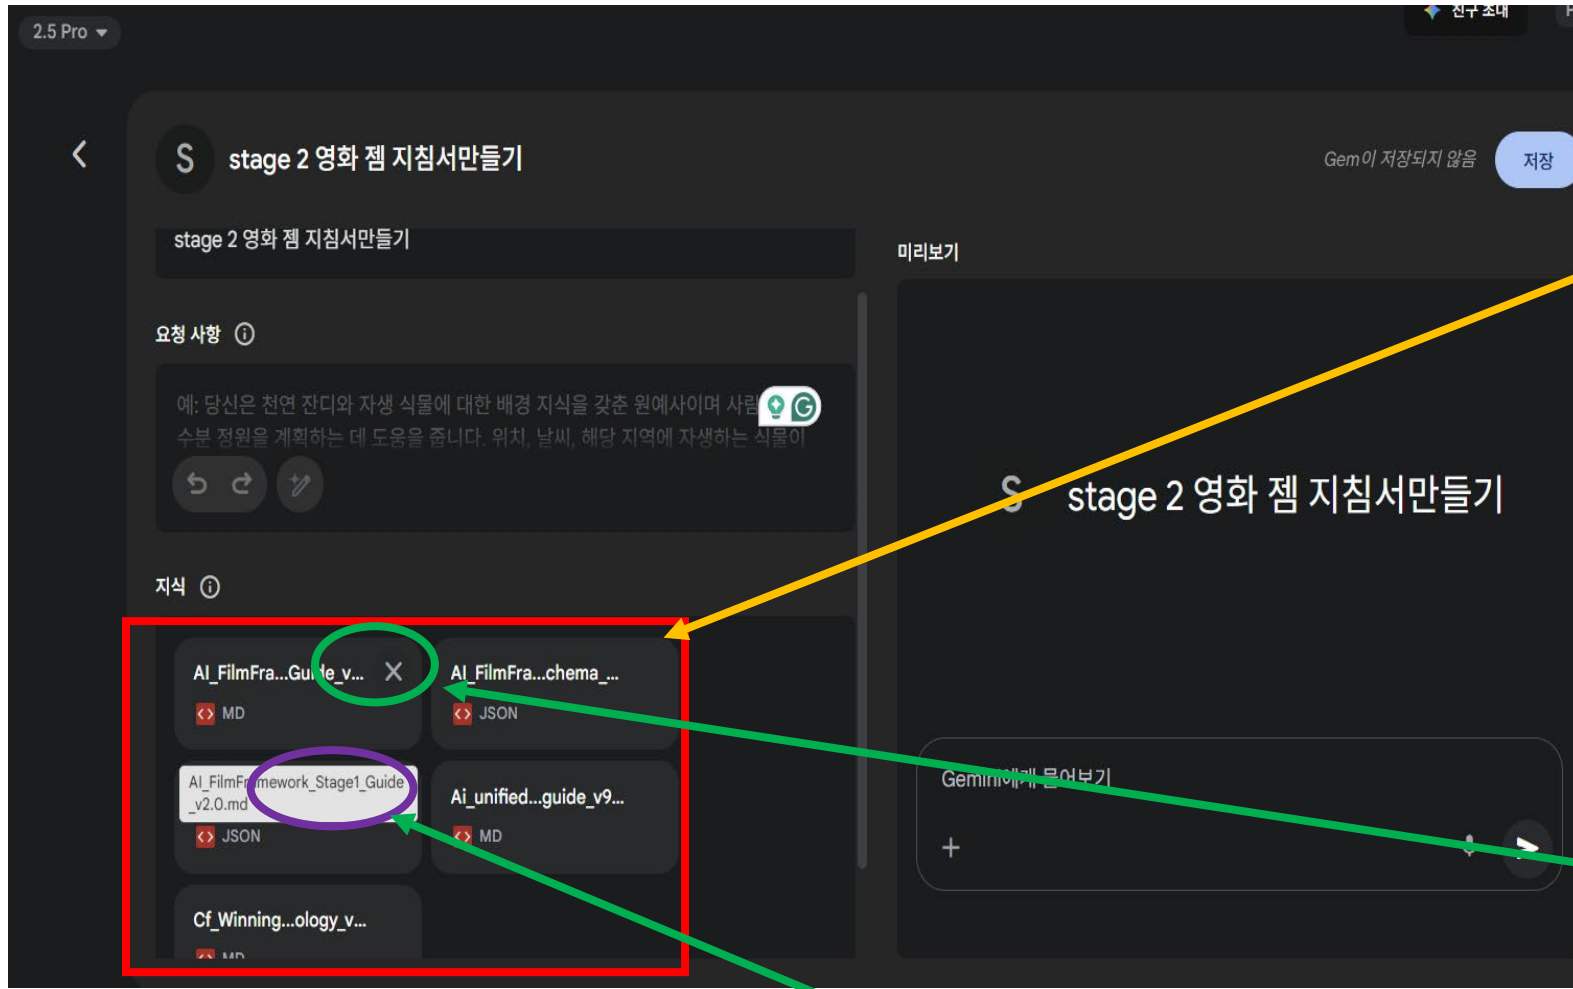 2.5 Pro
친구 초대
S stage 2 영화 젬 지침서만들기
Gem이 저장되지 않음 저장
stage 2 영화 젬 지침서만들기
미리보기
요청 사항
예: 당신은 천연 잔디와 자생 식물에 대한 배경 지식을 갖춘 원예사이며 사람
수분 정원을 계획하는 데 도움을 줍니다. 위치, 날씨, 해당 지역에 자생하는 식물이
S stage 2 영화 젬 지침서만들기
지식
AI_FilmFra...Guide_v...
MD
AI_FilmFra...chema_...
JSON
AI_FilmFramework_Stage1_Guide
_v2.0.md
JSON
Ai_unified...guide_v9...
MD
Cf_Winning...ology_v...
MD
Gemini에게 물어보기